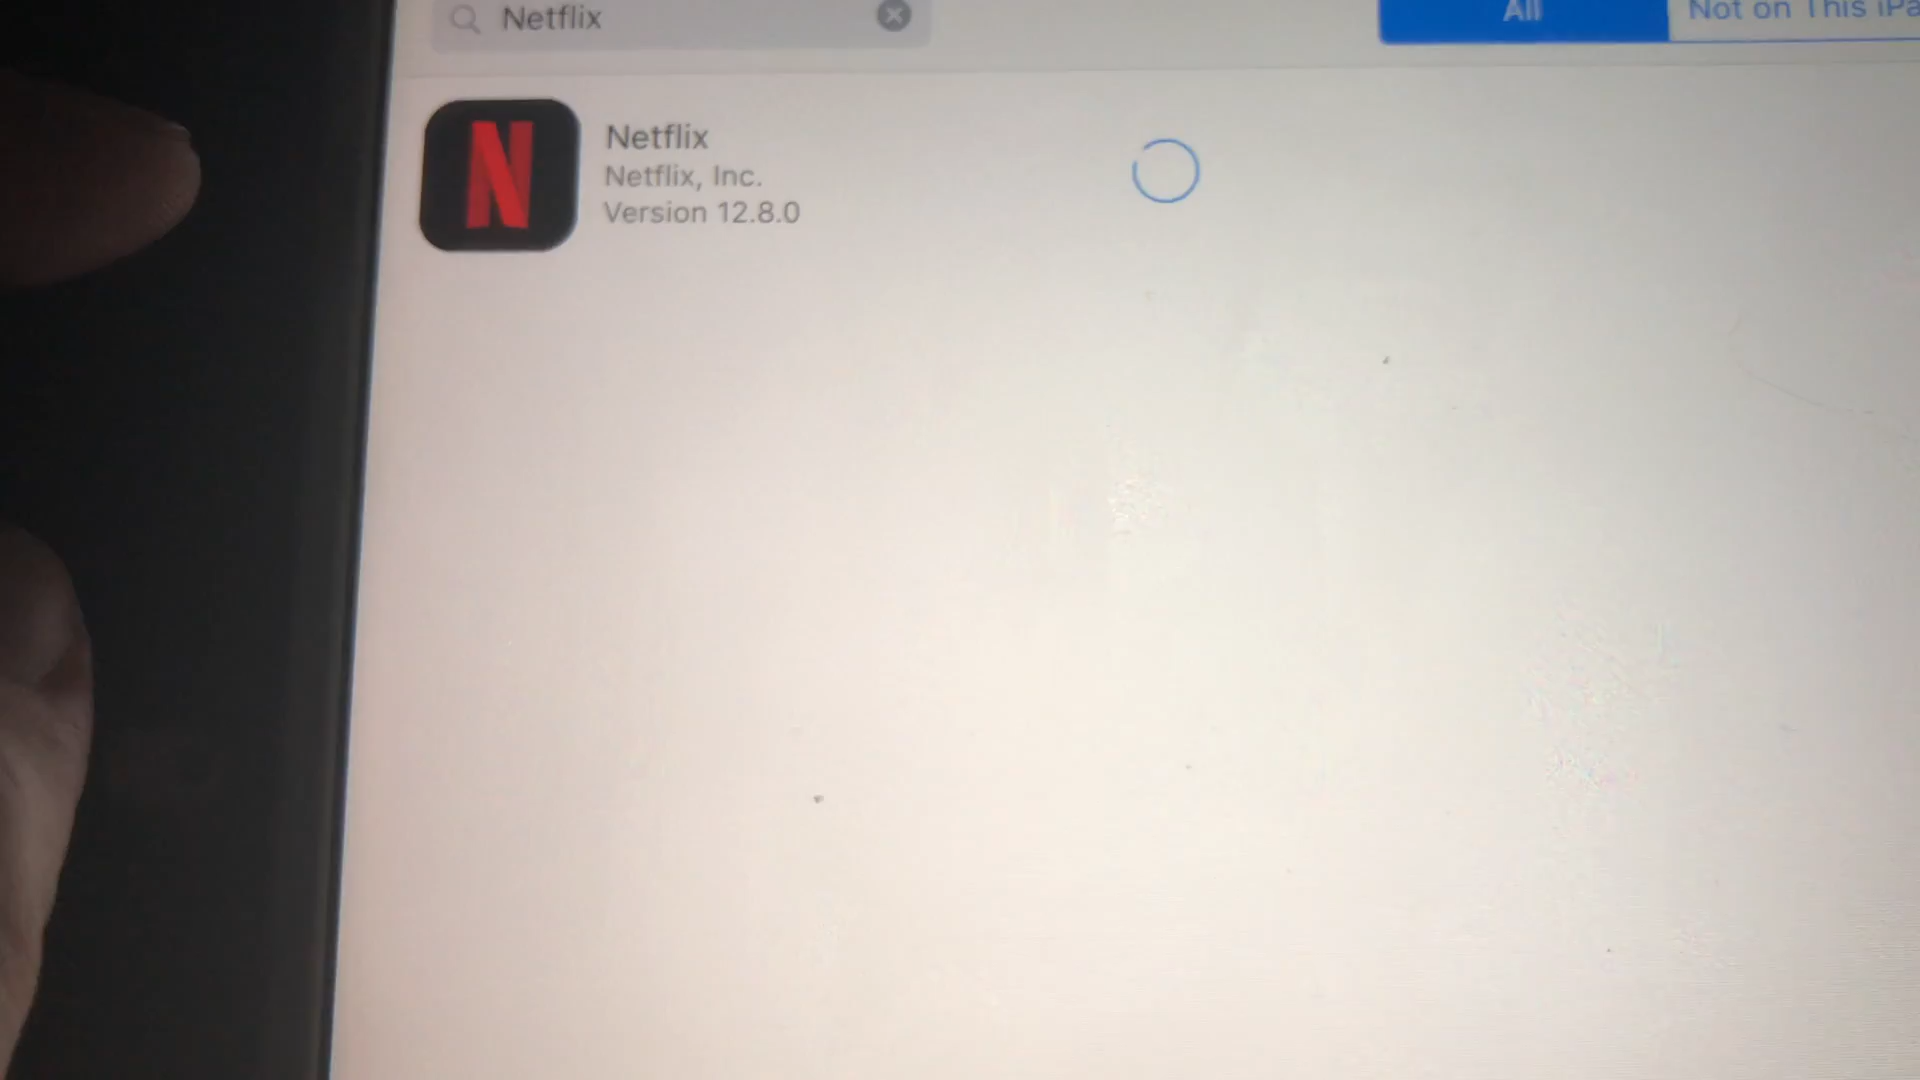 Netflix
All
Not on This iPa
Netflix
Netflix, Inc.
Version 12.8.0